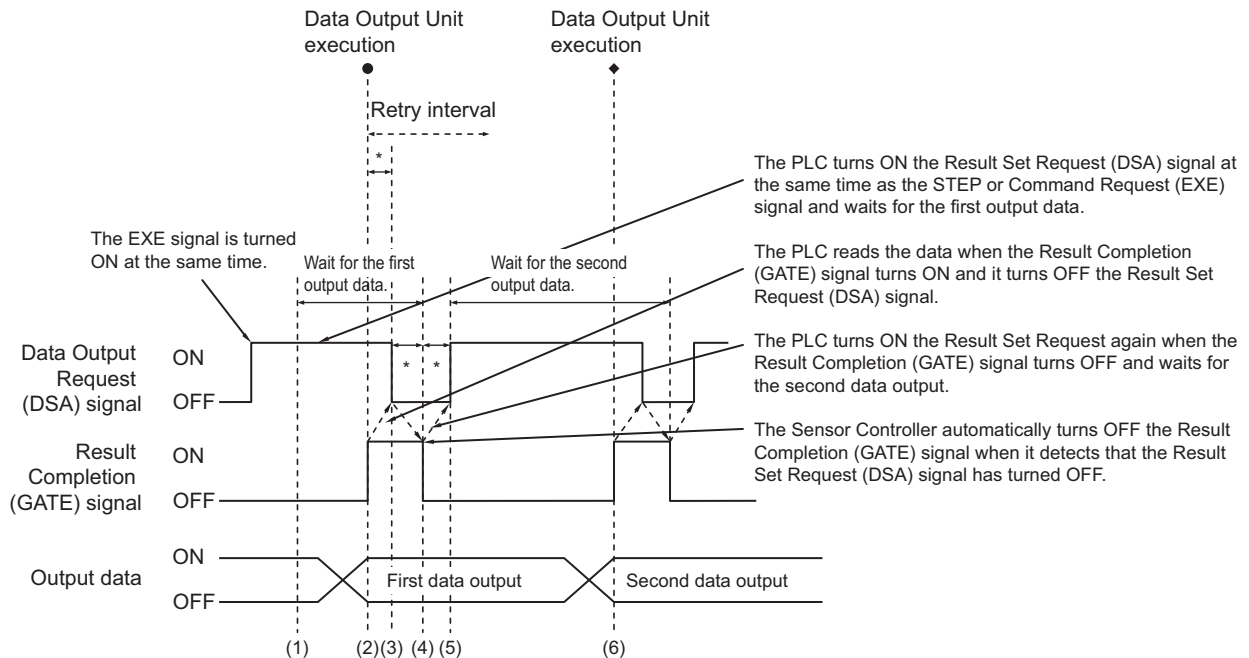 Data Output Unit
execution
Data Output Unit
execution
Retry interval
*
The PLC turns ON the Result Set Request (DSA) signal at
the same time as the STEP or Command Request (EXE)
signal and waits for the first output data.
The EXE signal is turned
ON at the same time.
Wait for the first
output data.
Wait for the second
output data.
The PLC reads the data when the Result Completion
(GATE) signal turns ON and it turns OFF the Result Set
Request (DSA) signal.
Data Output
Request
(DSA) signal
ON
OFF
*
*
The PLC turns ON the Result Set Request again when the
Result Completion (GATE) signal turns OFF and waits for
the second data output.
Result
Completion
(GATE) signal
ON
OFF
The Sensor Controller automatically turns OFF the Result
Completion (GATE) signal when it detects that the Result
Set Request (DSA) signal has turned OFF.
Output data
ON
OFF
First data output
Second data output
(1)
(2)
(3)
(4)
(5)
(6)